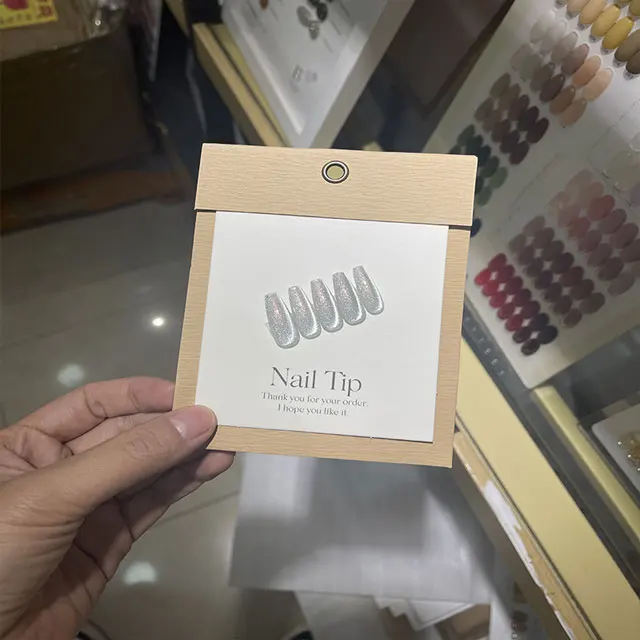 Nail Tip
Thank you for your order.
I hope you like it.